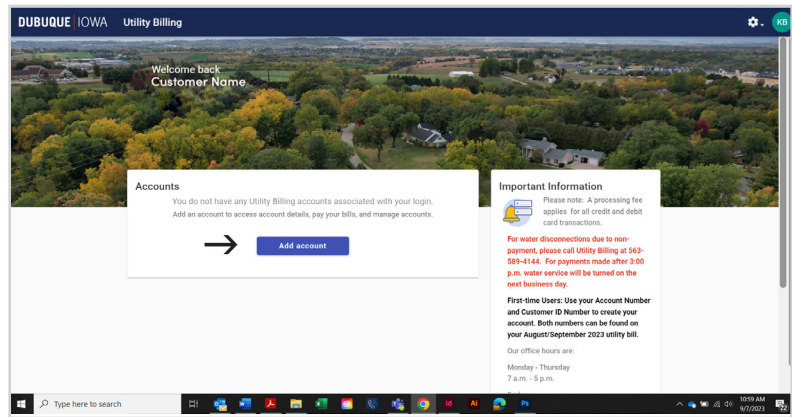 DUBUQUE IOWA Utility Billing
KB
Welcome back
Customer Name
Accounts
You do not have any Utility Billing accounts associated with your login.
Add an account to access account details, pay your bills, and manage accounts.
Add account
Important Information
Please note: A processing fee
applies for all credit and debit
card transactions.
For water disconnections due to non-
payment, please call Utility Billing at 563-
589-4144. For payments made after 3:00
p.m. water service will be turned on the
next business day.
First-time Users: Use your Account Number
and Customer ID Number to create your
account. Both numbers can be found on
your August/September 2023 utility bill.
Our office hours are:
Monday - Thursday
7 a.m. - 5 p.m.
Type here to search
Id
Ai
Ps
10:59 AM
9/7/2023
22